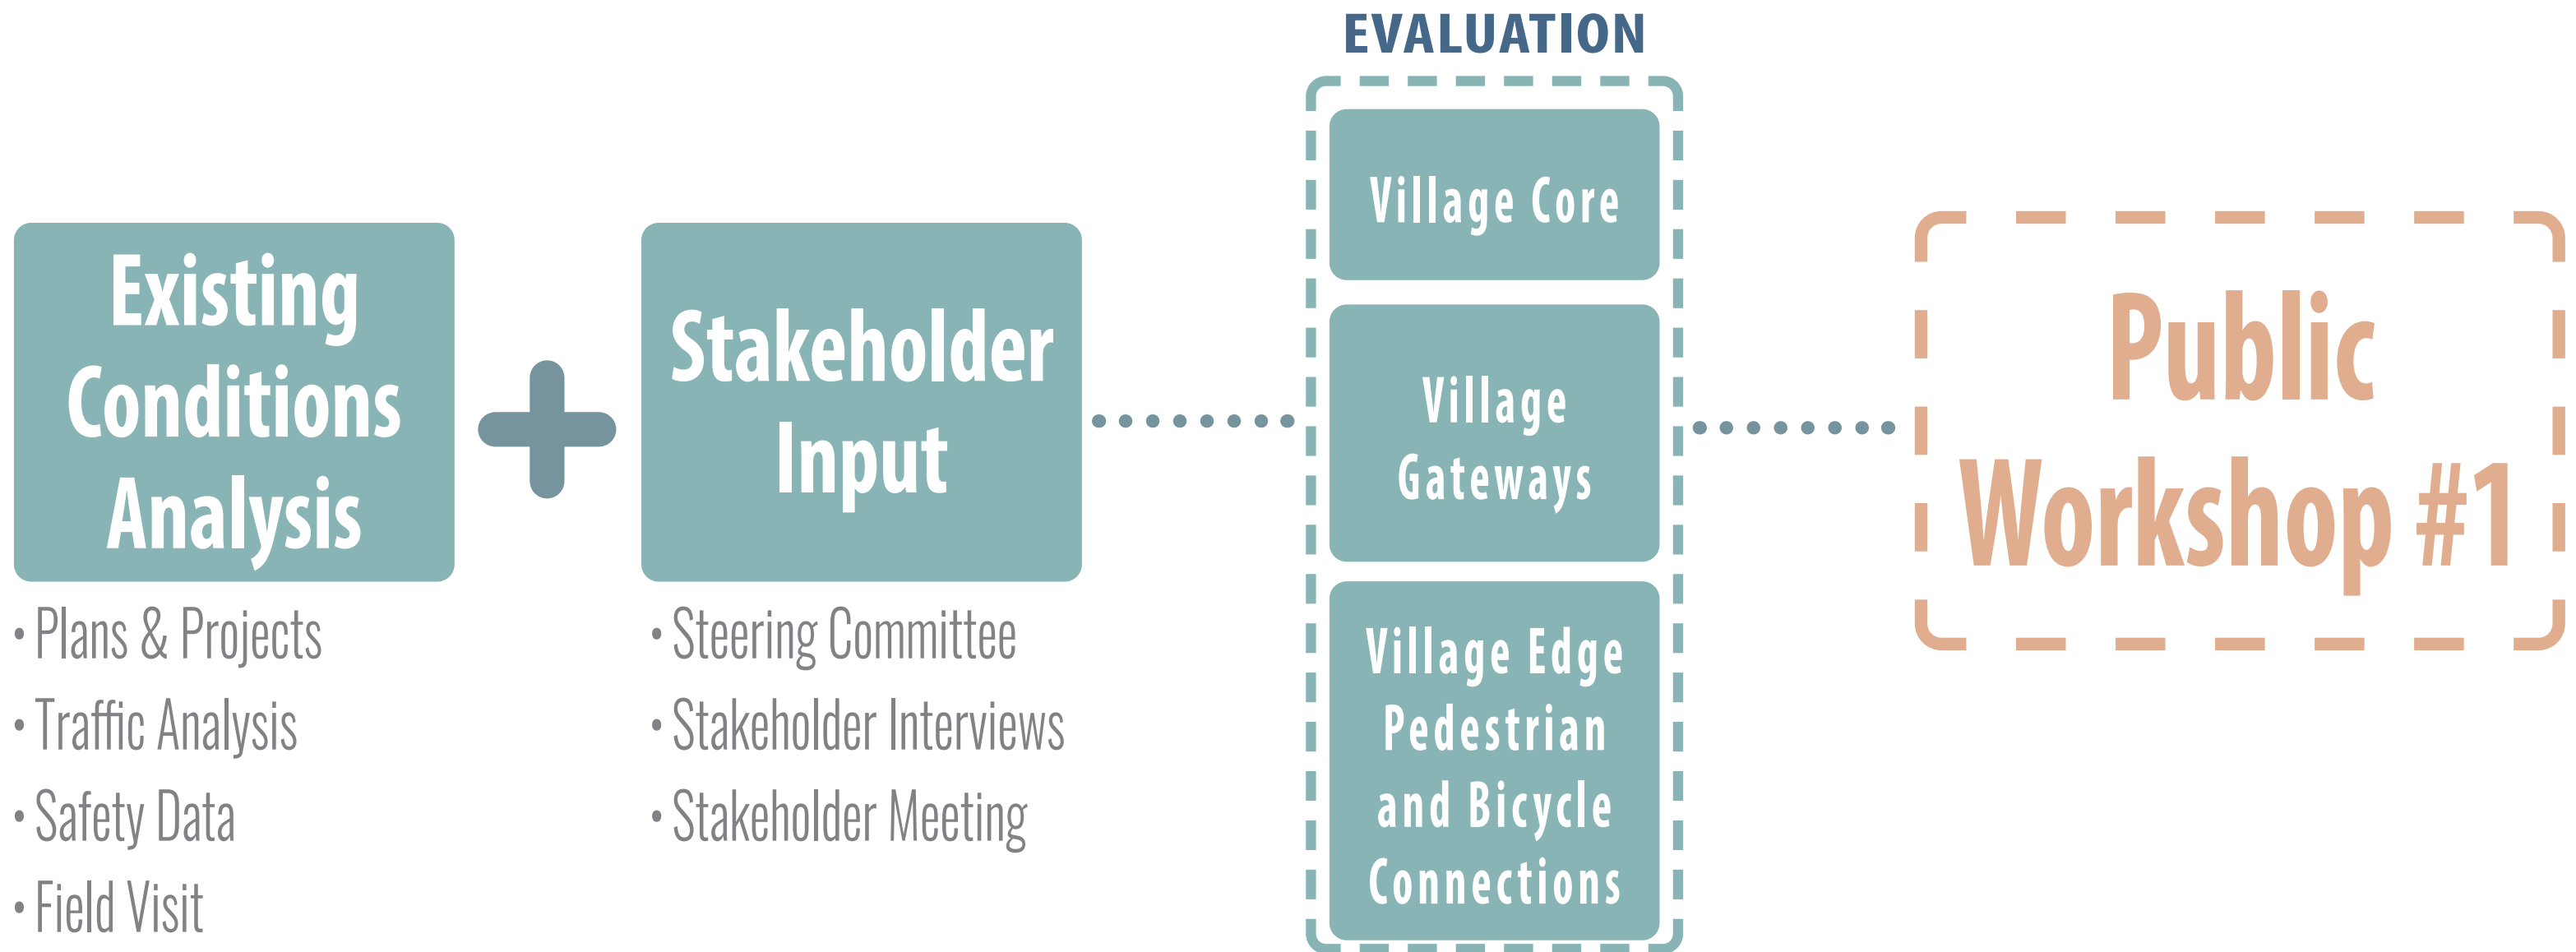 Existing
Conditions
Analysis
• Plans & Projects
• Traffic Analysis
• Safety Data
• Field Visit
Stakeholder
Input
• Steering Committee
• Stakeholder Interviews
• Stakeholder Meeting
EVALUATION
Village Core
Village
Gateways
Village Edge
Pedestrian
and Bicycle
Connections
Public
Workshop #1